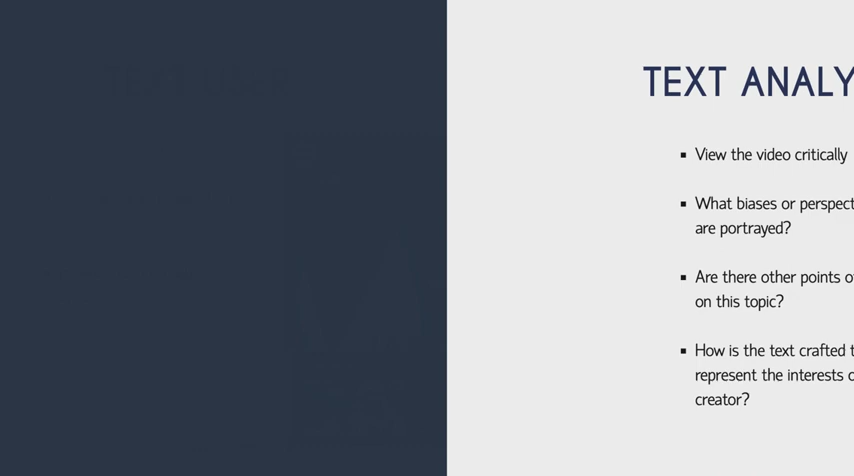 TEXT ANALY
View the video critically
What biases or perspect
are portrayed?
Are there other points o
on this topic?
How is the text crafted t
represent the interests o
creator?